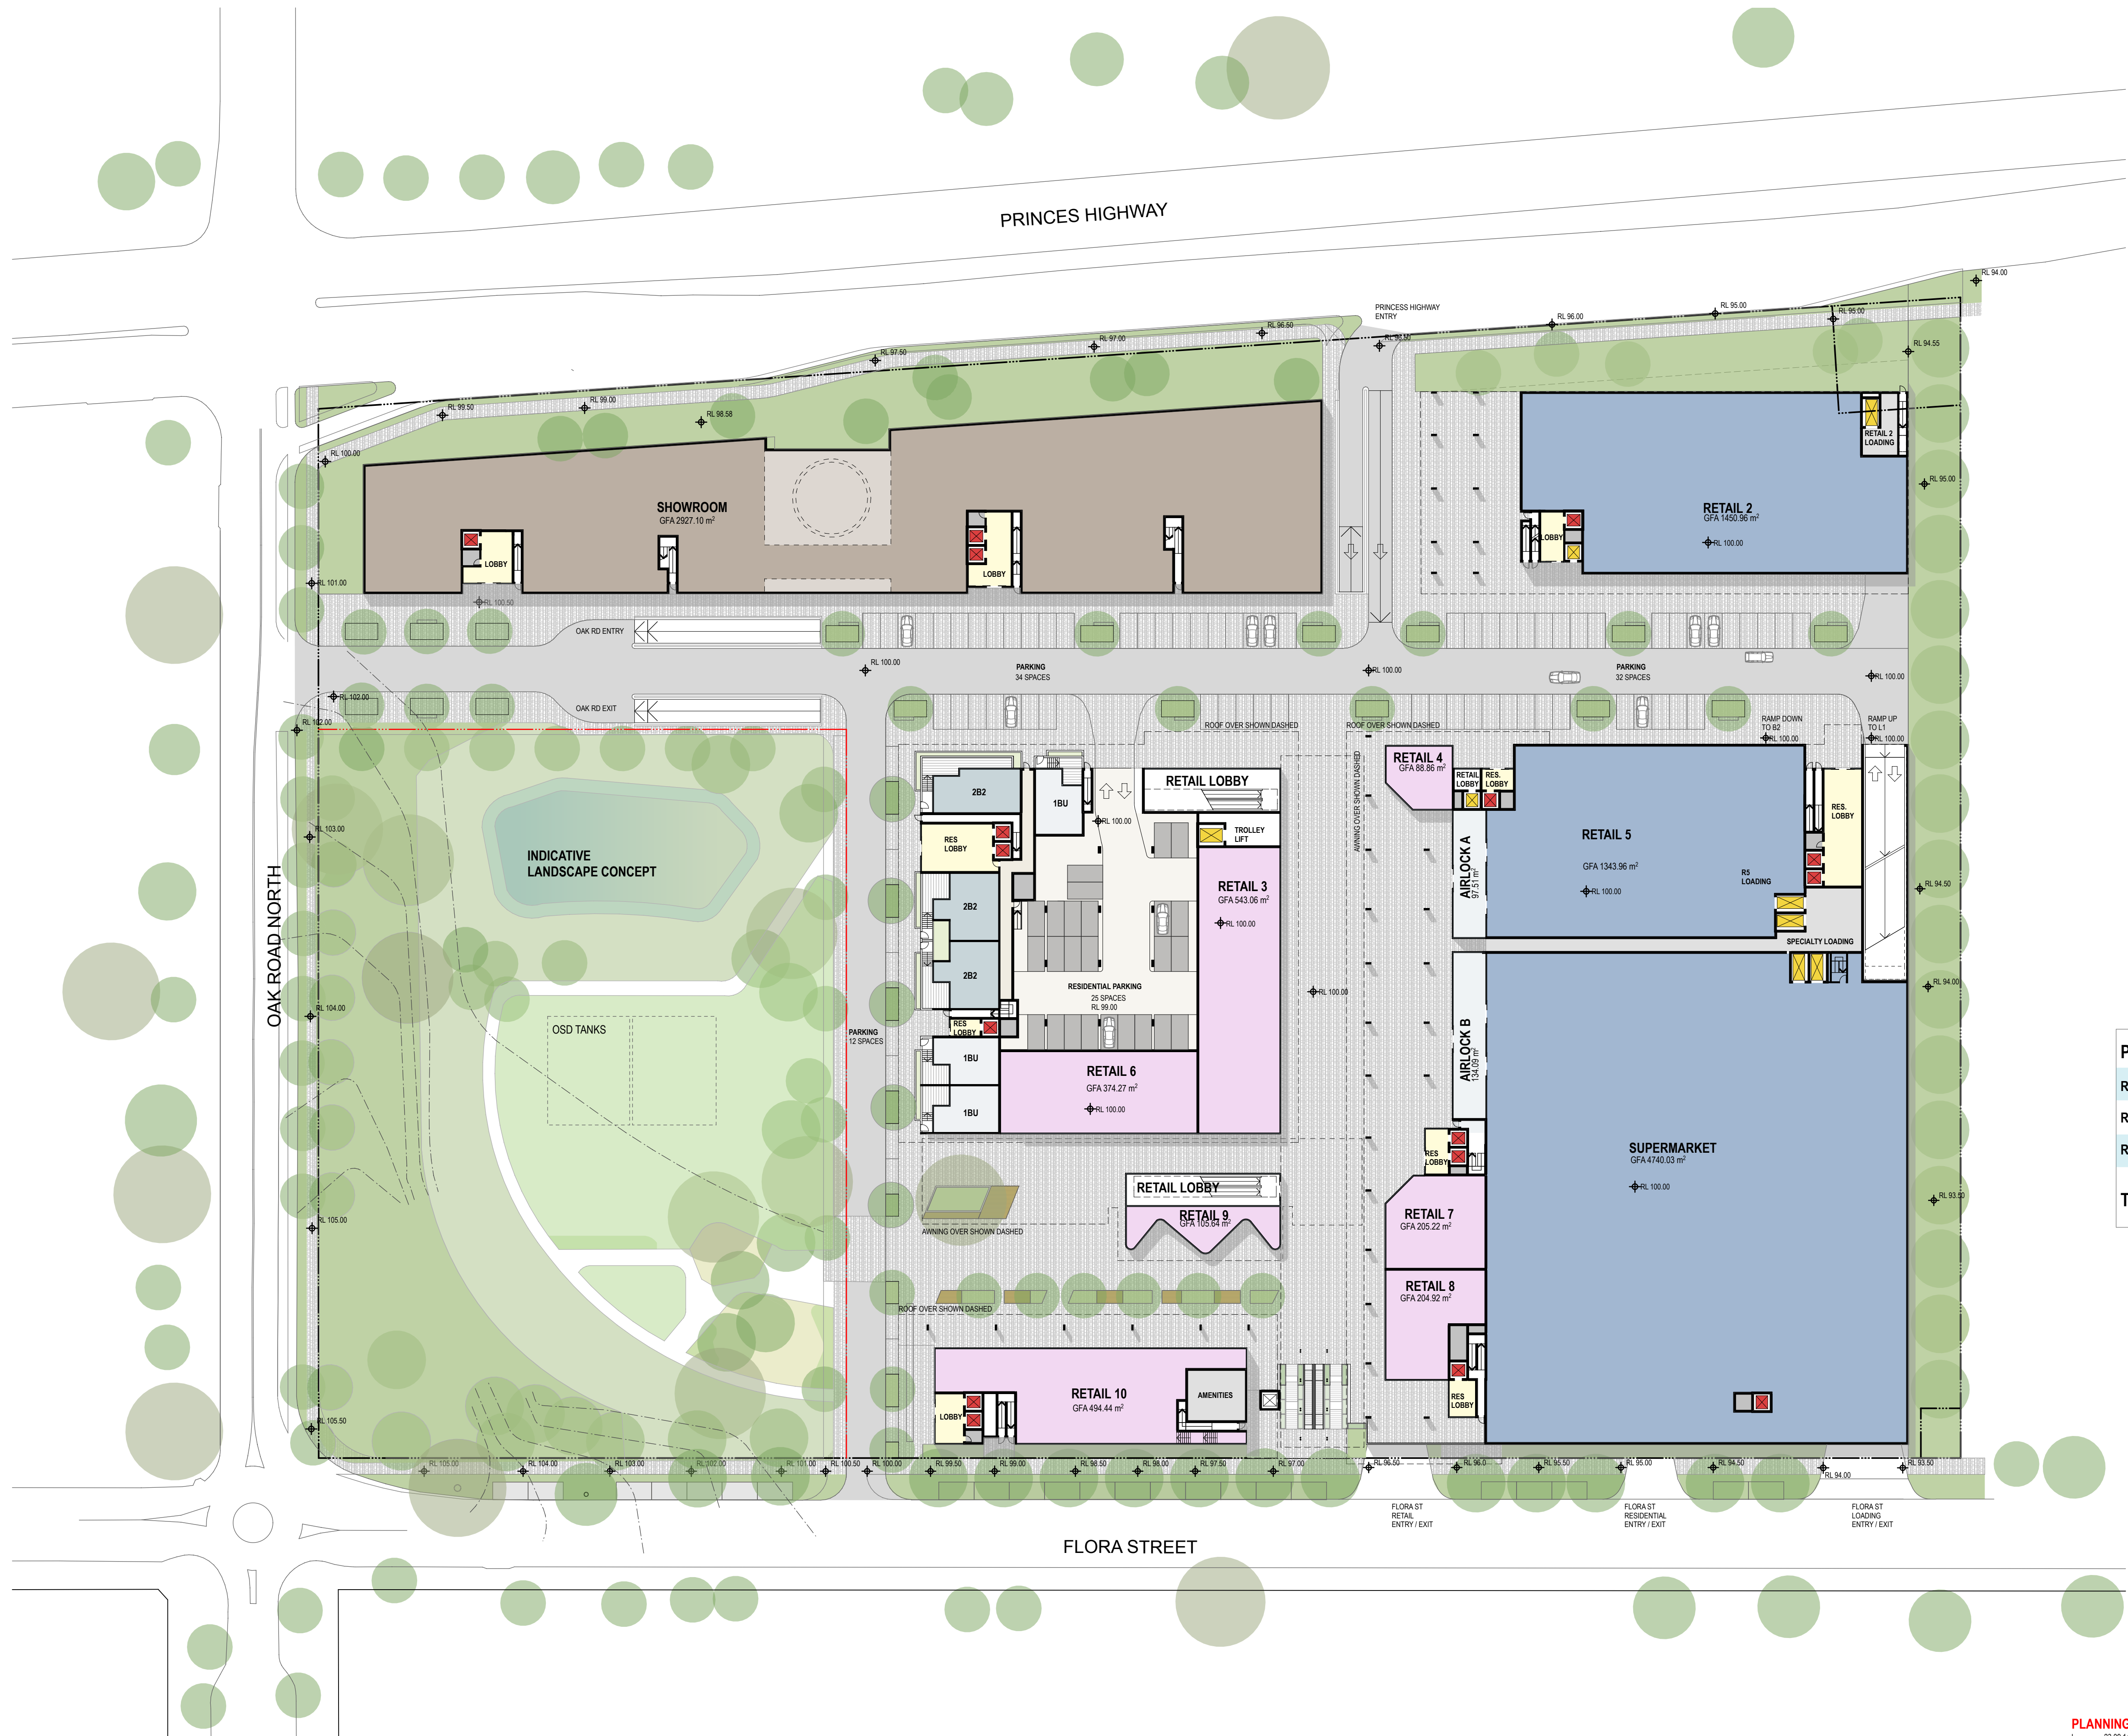 PRINCES HIGHWAY
RL 94.00
PRINCESS HIGHWAY
ENTRY
RL 95.00
RL 96.00
RL 95.00
RL 96.50
RL 97.00
RL 97.50
RL 94.55
RL 99.50
RL 99.00
RL 98.58
RL 100.00
RETAIL 2
LOADING
RL 95.00
SHOWROOM
GFA 2927.10 m²
RETAIL 2
GFA 1450.96 m²
RL 100.00
LOBBY
LOBBY
LOBBY
RL 101.00
RL 100.50
OAK RD ENTRY
RL 100.00
PARKING
34 SPACES
RL 100.00
PARKING
32 SPACES
RL 100.00
RL 102.00
OAK RD EXIT
RL 102.00
ROOF OVER SHOWN DASHED
ROOF OVER SHOWN DASHED
RAMP DOWN
TO B2
RL 100.00
RAMP UP
TO L1
RL 100.00
AWNING OVER SHOWN DASHED
2B2
1BU
RETAIL LOBBY
RETAIL 4
GFA 88.86 m²
RETAIL
LOBBY
RES.
LOBBY
RL 100.00
RES
LOBBY
TROLLEY
LIFT
RES.
LOBBY
RETAIL 5
GFA 1343.96 m²
RL 100.00
R5
LOADING
RL 103.00
INDICATIVE
LANDSCAPE CONCEPT
AIRLOCK A
97.51 m²
RETAIL 3
GFA 543.06 m²
RL 100.00
RL 94.50
2B2
SPECIALTY LOADING
OAK ROAD NORTH
2B2
RESIDENTIAL PARKING
25 SPACES
RL 99.00
RL 100.00
RL 94.00
RL 104.00
OSD TANKS
PARKING
12 SPACES
RES
LOBBY
1BU
AIRLOCK B
134.09 m²
RETAIL 6
GFA 374.27 m²
RL 100.00
1BU
P
R
R
R
T
SUPERMARKET
GFA 4740.03 m²
RL 100.00
RES
LOBBY
RETAIL LOBBY
RETAIL 9
GFA 105.64 m²
RL 93.50
RL 105.00
AWNING OVER SHOWN DASHED
RETAIL 7
GFA 205.22 m²
RETAIL 8
GFA 204.92 m²
ROOF OVER SHOWN DASHED
RETAIL 10
GFA 494.44 m²
AMENITIES
LOBBY
RES
LOBBY
RL 105.50
RL 105.00
RL 104.00
RL 103.00
RL 102.00
RL 101.00
RL 100.50
RL 100.00
RL 99.50
RL 99.00
RL 98.50
RL 98.00
RL 97.50
RL 97.00
RL 96.50
RL 96.0
RL 95.50
RL 95.00
RL 94.50
RL 94.00
RL 93.50
FLORA ST
RETAIL
ENTRY / EXIT
FLORA ST
RESIDENTIAL
ENTRY / EXIT
FLORA ST
LOADING
ENTRY / EXIT
FLORA STREET
PLANNING